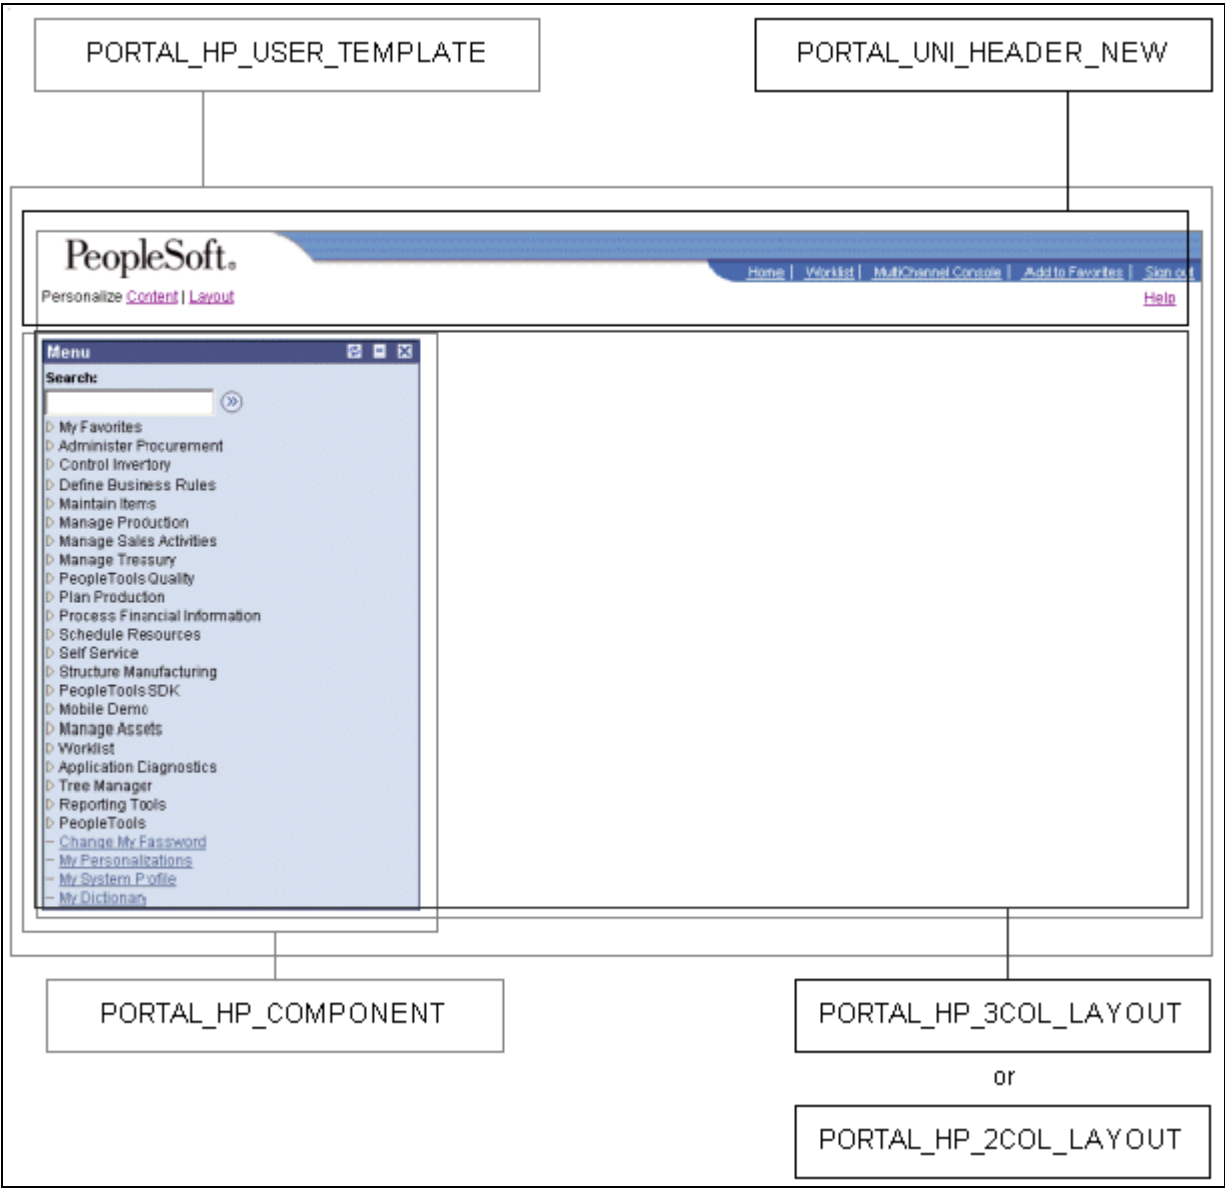 PORTAL_HP_USER_TEMPLATE
PORTAL_UNI_HEADER_NEW
PeopleSoft.
Home | Worklist | MultiChannel Console | Add to Favorites | Sign out
Personalize Content | Layout
Help
Menu
Search:
My Favorites
Administer Procurement
Control Inventory
Define Business Rules
Maintain Items
Manage Production
Manage Sales Activities
Manage Treasury
PeopleTools Quality
Plan Production
Process Financial Information
Schedule Resources
Self Service
Structure Manufacturing
PeopleTools SDK
Mobile Demo
Manage Assets
Worklist
Application Diagnostics
Tree Manager
Reporting Tools
PeopleTools
Change My Password
My Personalizations
My System Profile
My Dictionary
PORTAL_HP_COMPONENT
PORTAL_HP_3COL_LAYOUT
or
PORTAL_HP_2COL_LAYOUT